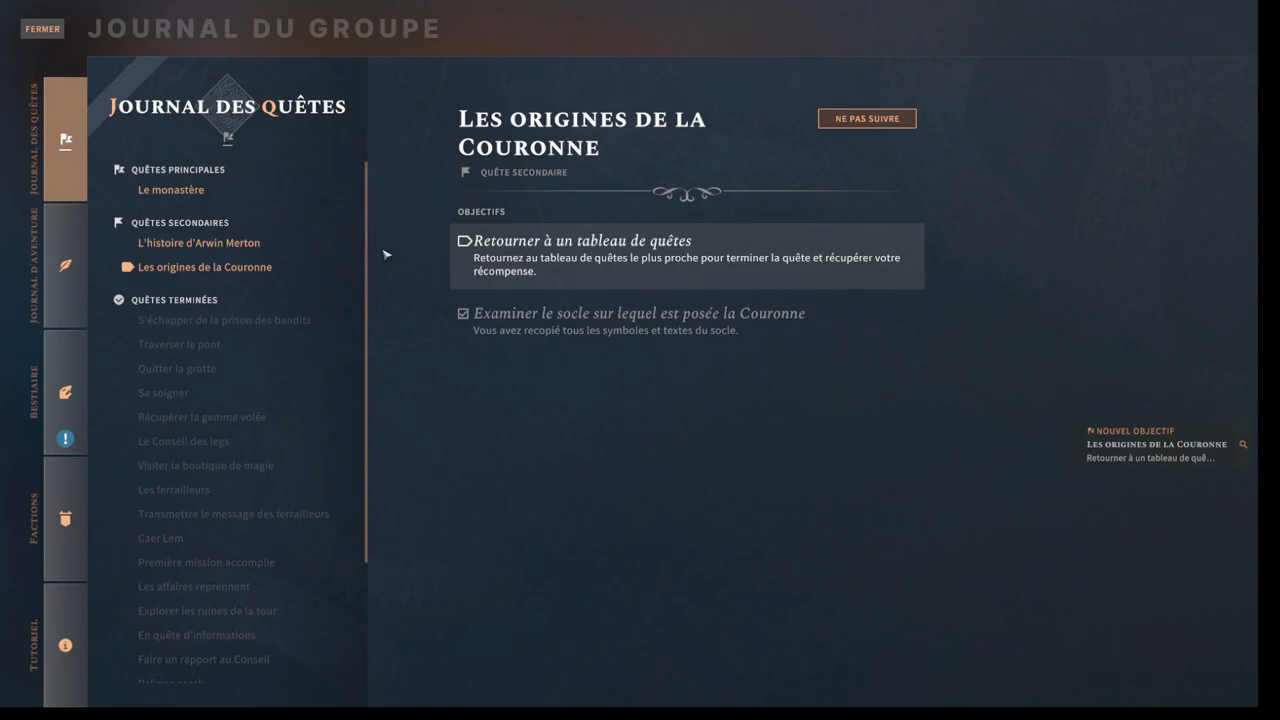 FERMER
JOURNAL DU GROUPE
JOURNAL DES QUÊTES
JOURNAL D'AVENTURE
BESTIAIRE
FACTIONS
TUTORIEL
JOURNAL DES QUÊTES
QUÊTES PRINCIPALES
Le monastère
QUÊTES SECONDAIRES
L'histoire d'Arwin Merton
Les origines de la Couronne
QUÊTES TERMINÉES
S'échapper de la prison des bandits
Traverser le pont
Quitter la grotte
Se soigner
Récupérer la gemme volée
Le Conseil des legs
Visiter la boutique de magie
Les ferrailleurs
Transmettre le message des ferrailleurs
Caer Lem
Première mission accomplie
Les affaires reprennent
Explorer les ruines de la tour
En quête d'informations
Faire un rapport au Conseil
LES ORIGINES DE LA
COURONNE
NE PAS SUIVRE
QUÊTE SECONDAIRE
OBJECTIFS
Retourner à un tableau de quêtes
Retournez au tableau de quêtes le plus proche pour terminer la quête et récupérer votre
récompense.
Examiner le socle sur lequel est posée la Couronne
Vous avez recopié tous les symboles et textes du socle.
NOUVEL OBJECTIF
LES ORIGINES DE LA COURONNE
Retourner à un tableau de quê...